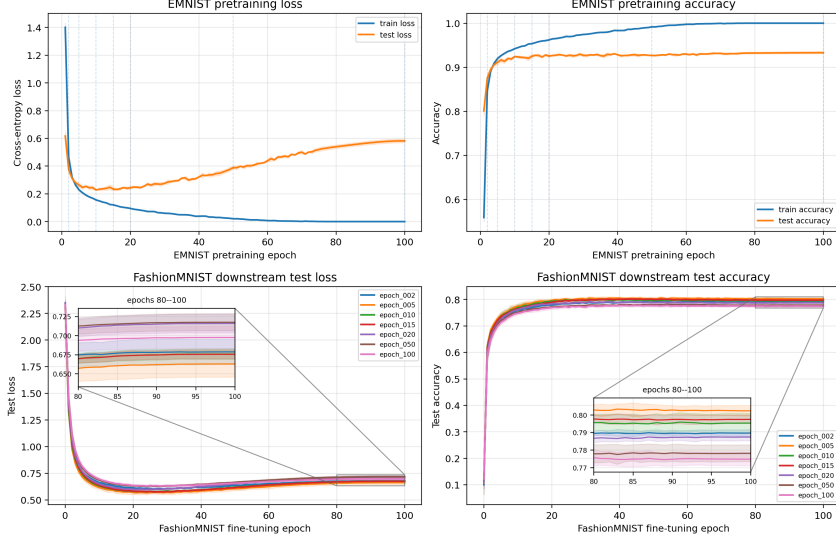 EMNIST pretraining loss
1.4
1.2
1.0
0.8
0.6
0.4
0.2
0.0
Cross-entropy loss
train loss
test loss
0 20 40 60 80 100
EMNIST pretraining epoch
EMNIST pretraining accuracy
1.0
0.9
0.8
0.7
0.6
Accuracy
train accuracy
test accuracy
0 20 40 60 80 100
EMNIST pretraining epoch
FashionMNIST downstream test loss
2.50
2.25
2.00
1.75
1.50
1.25
1.00
0.75
0.50
Test loss
epochs 80--100
0.725
0.700
0.675
0.650
80 85 90 95 100
epoch_002
epoch_005
epoch_010
epoch_015
epoch_020
epoch_050
epoch_100
0 20 40 60 80 100
FashionMNIST fine-tuning epoch
FashionMNIST downstream test accuracy
0.8
0.7
0.6
0.5
0.4
0.3
0.2
0.1
Test accuracy
epochs 80--100
0.80
0.79
0.78
0.77
80 85 90 95 100
epoch_002
epoch_005
epoch_010
epoch_015
epoch_020
epoch_050
epoch_100
0 20 40 60 80 100
FashionMNIST fine-tuning epoch